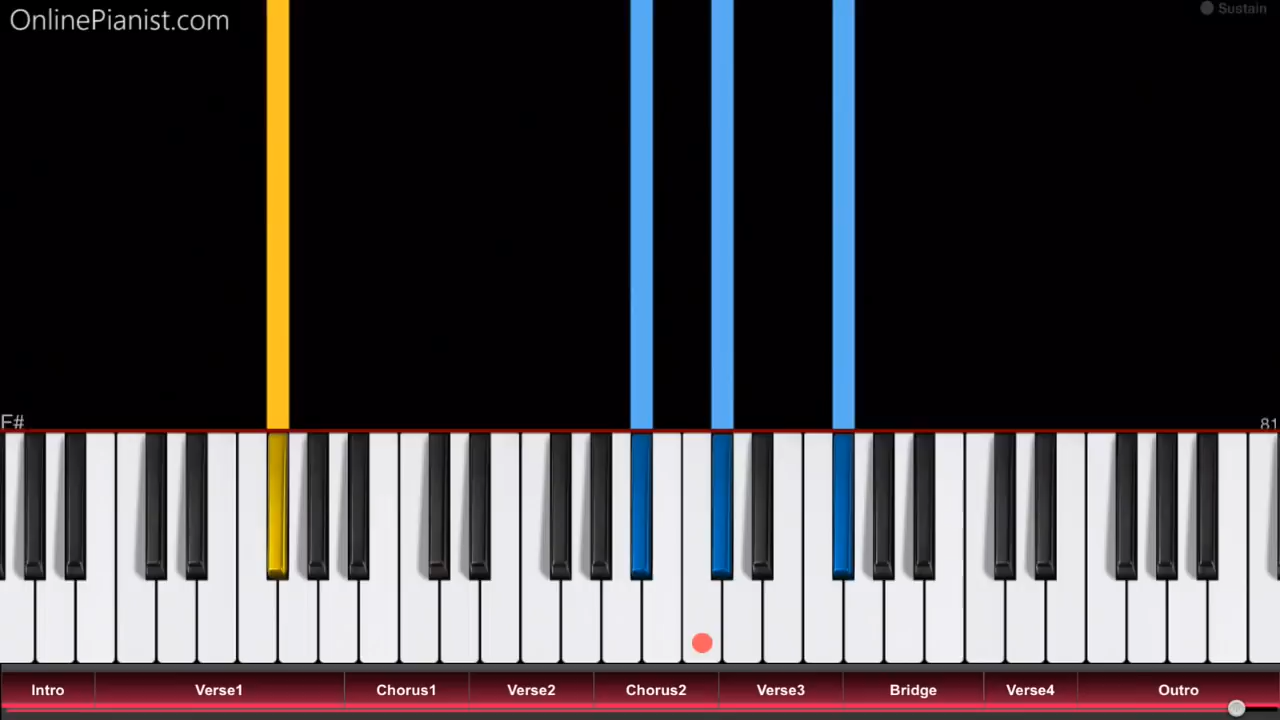 OnlinePianist.com
Sustain
F#
81
Intro Verse1 Chorus1 Verse2 Chorus2 Verse3 Bridge Verse4 Outro